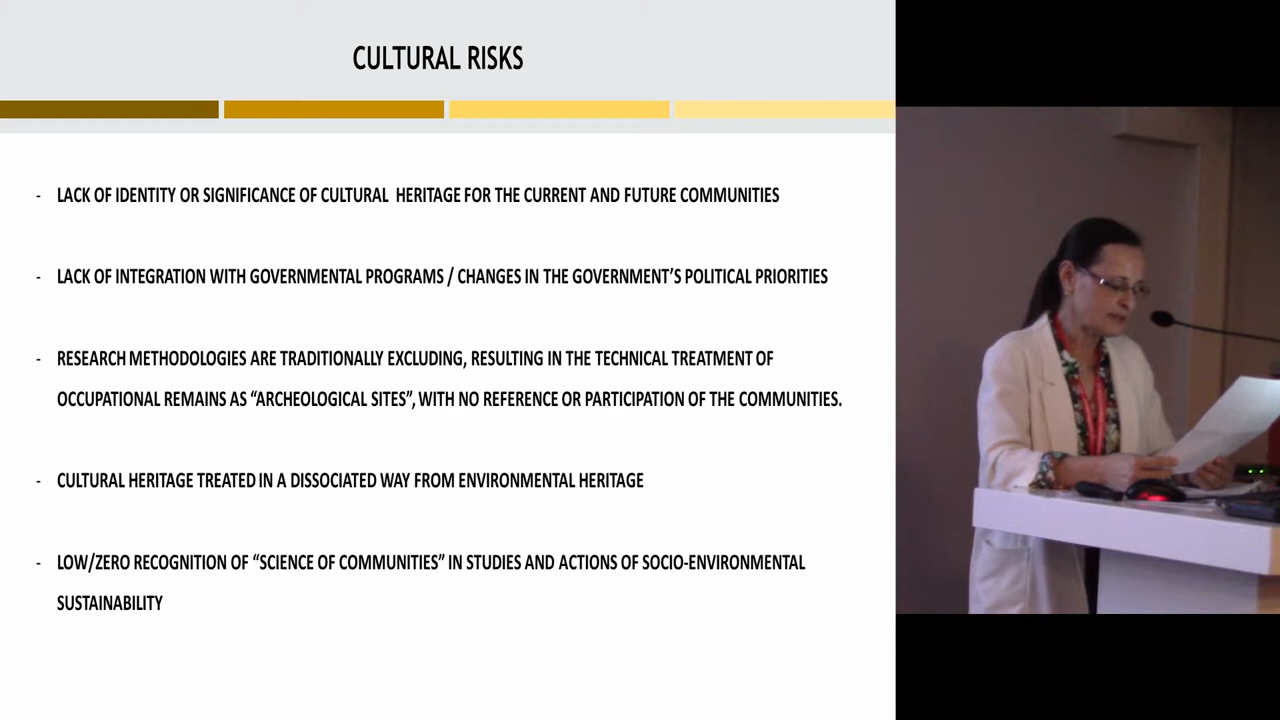 CULTURAL RISKS
- LACK OF IDENTITY OR SIGNIFICANCE OF CULTURAL HERITAGE FOR THE CURRENT AND FUTURE COMMUNITIES
- LACK OF INTEGRATION WITH GOVERNMENTAL PROGRAMS / CHANGES IN THE GOVERNMENT'S POLITICAL PRIORITIES
- RESEARCH METHODOLOGIES ARE TRADITIONALLY EXCLUDING, RESULTING IN THE TECHNICAL TREATMENT OF
OCCUPATIONAL REMAINS AS “ARCHEOLOGICAL SITES”, WITH NO REFERENCE OR PARTICIPATION OF THE COMMUNITIES.
- CULTURAL HERITAGE TREATED IN A DISSOCIATED WAY FROM ENVIRONMENTAL HERITAGE
- LOW/ZERO RECOGNITION OF “SCIENCE OF COMMUNITIES” IN STUDIES AND ACTIONS OF SOCIO-ENVIRONMENTAL
SUSTAINABILITY